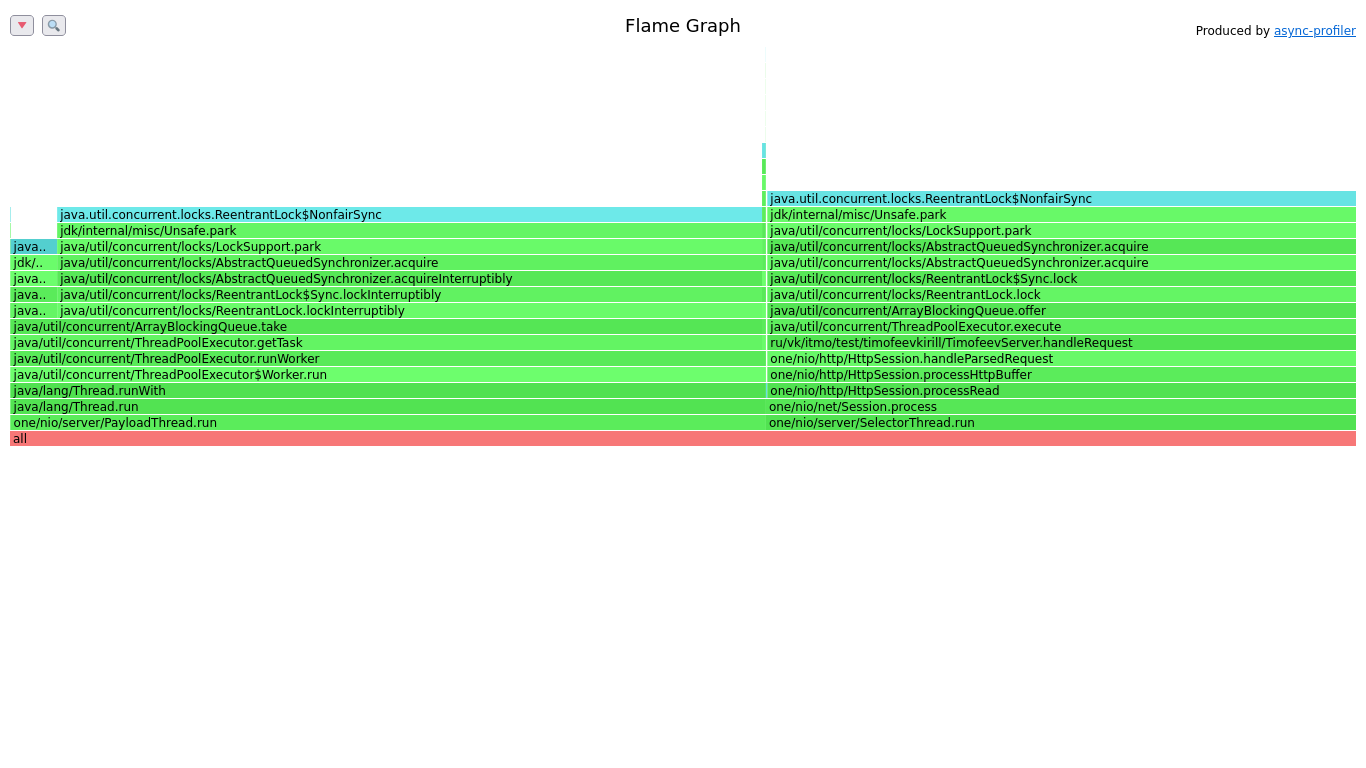 Flame Graph
Produced by async-profiler
java.util.concurrent.locks.ReentrantLock$NonfairSync
java.util.concurrent.locks.ReentrantLock$NonfairSync jdk/internal/misc/Unsafe.park
jdk/internal/misc/Unsafe.park java/util/concurrent/locks/LockSupport.park
java.. java/util/concurrent/locks/LockSupport.park java/util/concurrent/locks/AbstractQueuedSynchronizer.acquire
jdk/.. java/util/concurrent/locks/AbstractQueuedSynchronizer.acquire java/util/concurrent/locks/AbstractQueuedSynchronizer.acquire
java.. java/util/concurrent/locks/AbstractQueuedSynchronizer.acquireInterruptibly java/util/concurrent/locks/ReentrantLock$Sync.lock
java.. java/util/concurrent/locks/ReentrantLock$Sync.lockInterruptibly java/util/concurrent/locks/ReentrantLock.lock
java.. java/util/concurrent/locks/ReentrantLock.lockInterruptibly java/util/concurrent/ArrayBlockingQueue.offer
java/util/concurrent/ArrayBlockingQueue.take java/util/concurrent/ThreadPoolExecutor.execute
java/util/concurrent/ThreadPoolExecutor.getTask ru/vk/itmo/test/timofeevkirill/TimofeevServer.handleRequest
java/util/concurrent/ThreadPoolExecutor.runWorker one/nio/http/HttpSession.handleParsedRequest
java/util/concurrent/ThreadPoolExecutor$Worker.run one/nio/http/HttpSession.processHttpBuffer
java/lang/Thread.runWith one/nio/http/HttpSession.processRead
java/lang/Thread.run one/nio/net/Session.process
one/nio/server/PayloadThread.run one/nio/server/SelectorThread.run
all